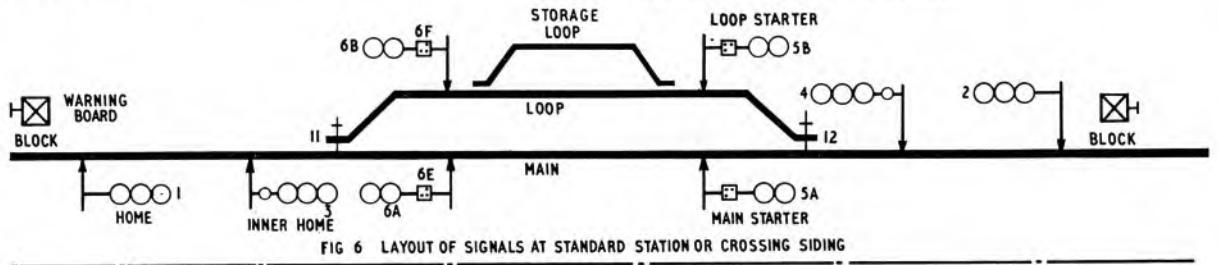 6B
6F
STORAGE
LOOP
LOOP STARTER
5B
WARNING
BOARD
BLOCK
11
LOOP
4
2
12
BLOCK
MAIN
1
HOME
INNER HOME
3
6A
6E
5A
MAIN STARTER
FIG 6 LAYOUT OF SIGNALS AT STANDARD STATION OR CROSSING SIDING